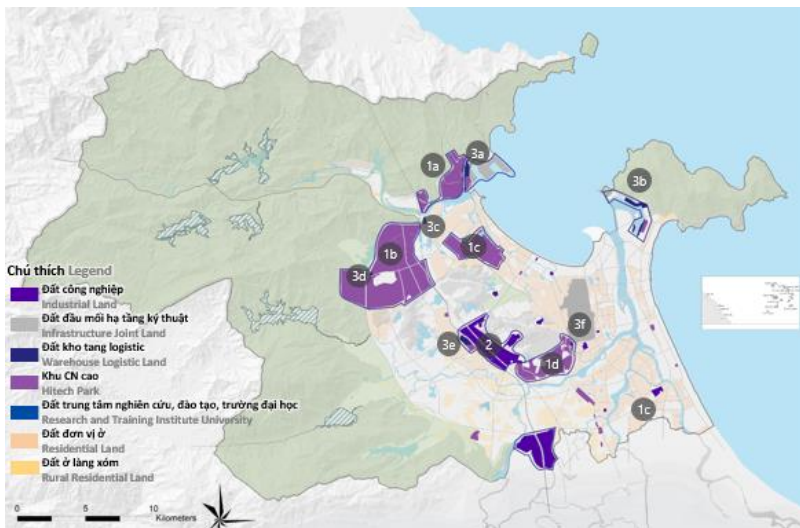 1a
3a
3b
3c
1c
1b
3d
3f
3e
2
1d
1c
Chú thích Legend
Đất công nghiệp
Industrial Land
Đất đầu mối hạ tầng kỹ thuật
Infrastructure Joint Land
Đất kho tang logistic
Warehouse Logistic Land
Khu CN cao
Hitech Park
Đất trung tâm nghiên cứu, đào tạo, trường đại học
Research and Training Institute University
Đất đơn vị ở
Residential Land
Đất ở làng xóm
Rural Residential Land
0 5 10
Kilometers